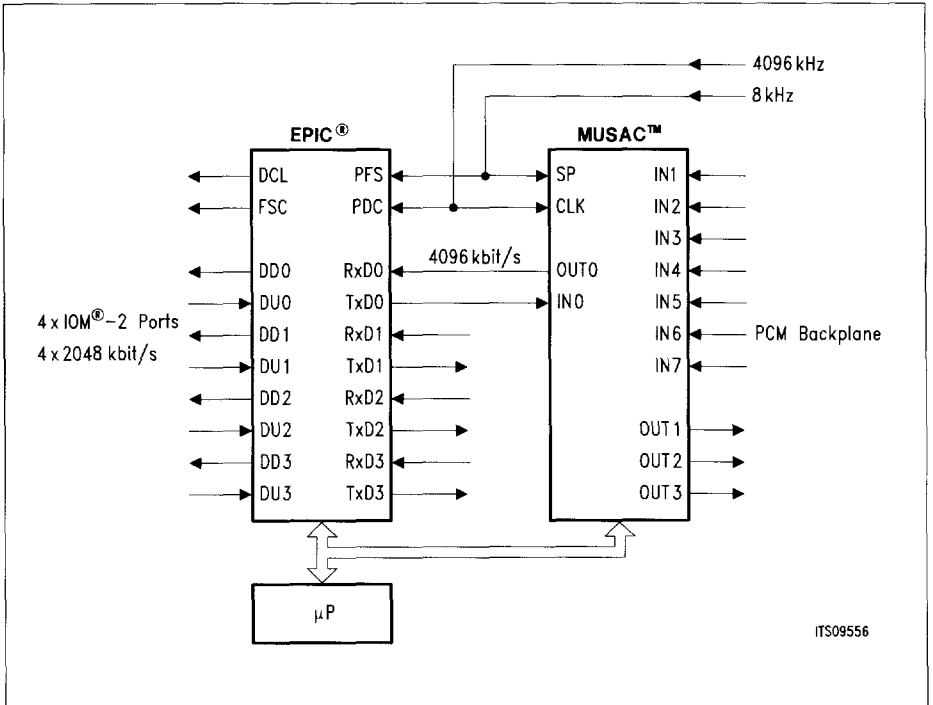 4096 kHz
8 kHz
EPIC®
MUSAC™
DCL PFS SP IN1
FSC PDC CLK IN2
IN3
DD0 RxD0 4096 kbit/s OUT0 IN4
DU0 TxD0 IN0 IN5
4 x IOM®-2 Ports
DD1 RxD1 IN6 PCM Backplane
4 x 2048 kbit/s
DU1 TxD1 IN7
DD2 RxD2
DU2 TxD2 OUT1
DD3 RxD3 OUT2
DU3 TxD3 OUT3
µP
ITS09556